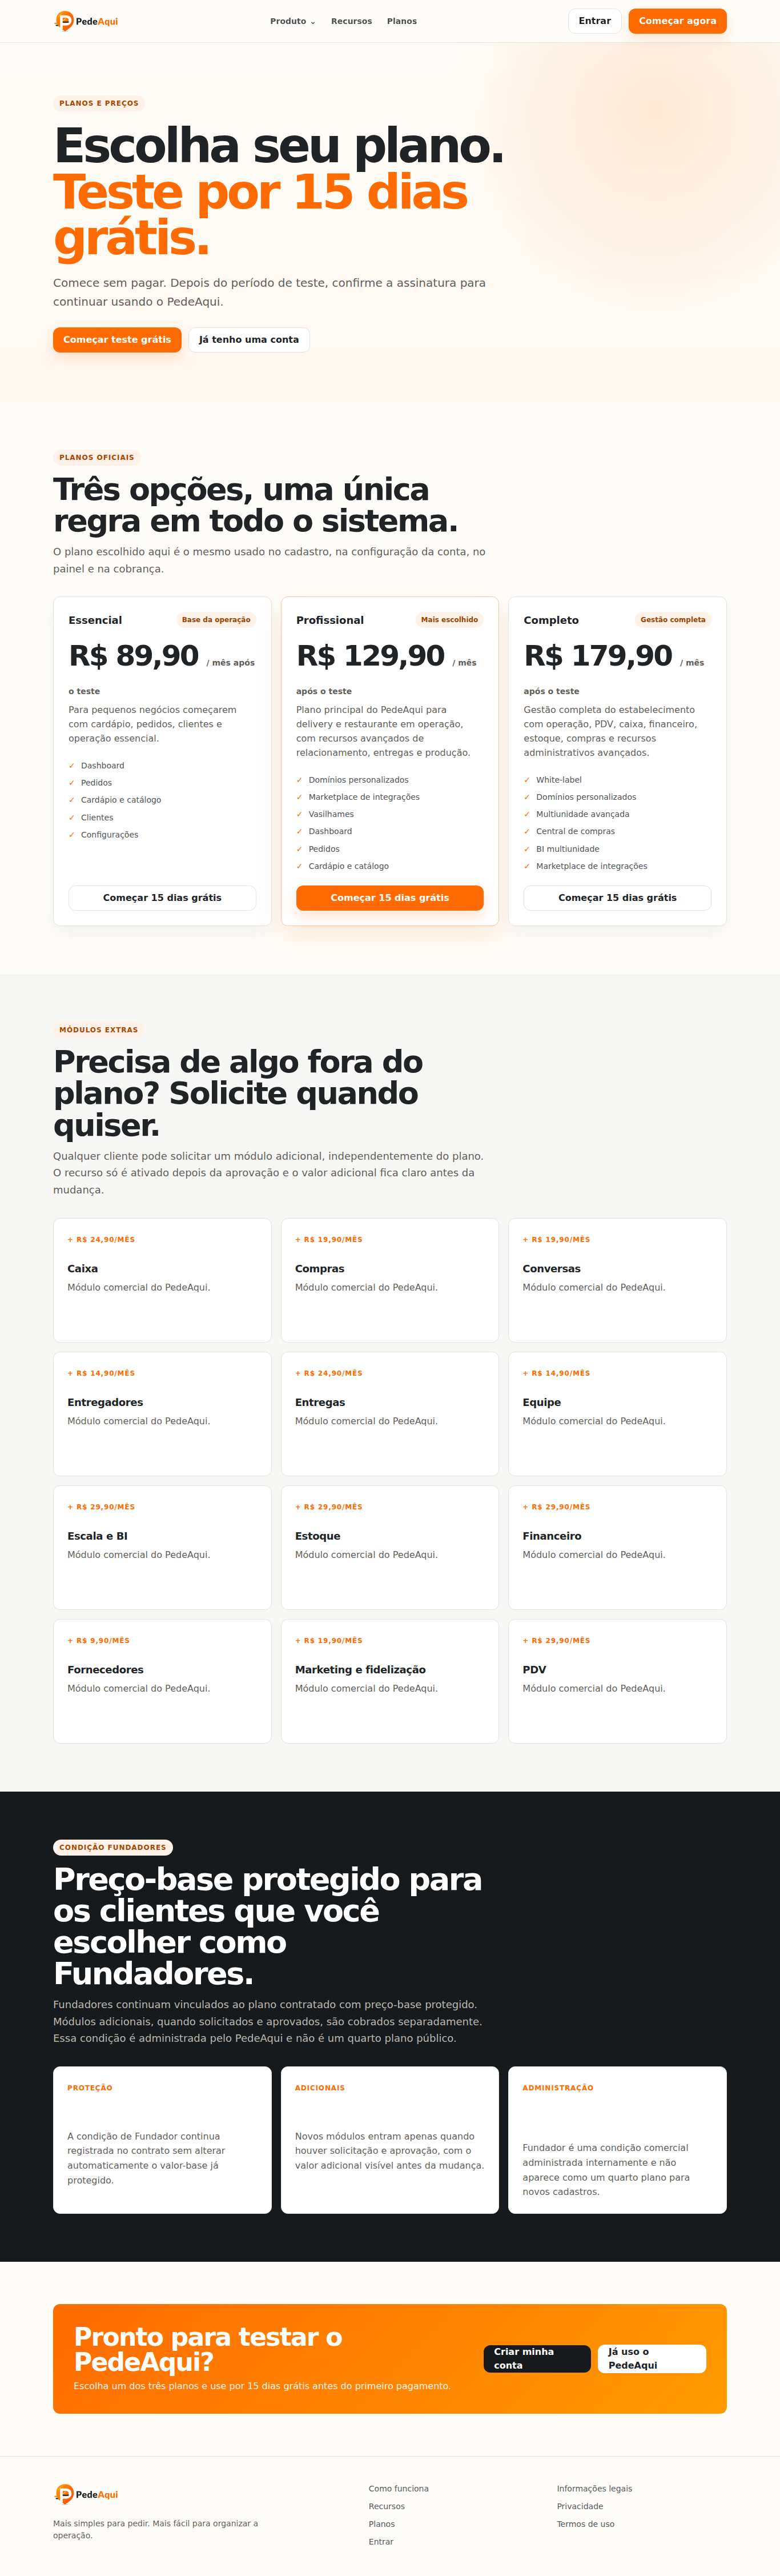 PedeAqui
Produto ⌄ Recursos Planos
Entrar Começar agora
PLANOS E PREÇOS
Escolha seu plano.
Teste por 15 dias
grátis.
Comece sem pagar. Depois do período de teste, confirme a assinatura para
continuar usando o PedeAqui.
Começar teste grátis Já tenho uma conta
PLANOS OFICIAIS
Três opções, uma única
regra em todo o sistema.
O plano escolhido aqui é o mesmo usado no cadastro, na configuração da conta, no
painel e na cobrança.
Essencial Base da operação
R$ 89,90 / mês após
o teste
Para pequenos negócios começarem
com cardápio, pedidos, clientes e
operação essencial.
✓ Dashboard
✓ Pedidos
✓ Cardápio e catálogo
✓ Clientes
✓ Configurações
Começar 15 dias grátis
Profissional Mais escolhido
R$ 129,90 / mês
após o teste
Plano principal do PedeAqui para
delivery e restaurante em operação,
com recursos avançados de
relacionamento, entregas e produção.
✓ Domínios personalizados
✓ Marketplace de integrações
✓ Vasilhames
✓ Dashboard
✓ Pedidos
✓ Cardápio e catálogo
Começar 15 dias grátis
Completo Gestão completa
R$ 179,90 / mês
após o teste
Gestão completa do estabelecimento
com operação, PDV, caixa, financeiro,
estoque, compras e recursos
administrativos avançados.
✓ White-label
✓ Domínios personalizados
✓ Multiunidade avançada
✓ Central de compras
✓ BI multiunidade
✓ Marketplace de integrações
Começar 15 dias grátis
MÓDULOS EXTRAS
Precisa de algo fora do
plano? Solicite quando
quiser.
Qualquer cliente pode solicitar um módulo adicional, independentemente do plano.
O recurso só é ativado depois da aprovação e o valor adicional fica claro antes da
mudança.
+ R$ 24,90/MÊS
Caixa
Módulo comercial do PedeAqui.
+ R$ 19,90/MÊS
Compras
Módulo comercial do PedeAqui.
+ R$ 19,90/MÊS
Conversas
Módulo comercial do PedeAqui.
+ R$ 14,90/MÊS
Entregadores
Módulo comercial do PedeAqui.
+ R$ 24,90/MÊS
Entregas
Módulo comercial do PedeAqui.
+ R$ 14,90/MÊS
Equipe
Módulo comercial do PedeAqui.
+ R$ 29,90/MÊS
Escala e BI
Módulo comercial do PedeAqui.
+ R$ 29,90/MÊS
Estoque
Módulo comercial do PedeAqui.
+ R$ 29,90/MÊS
Financeiro
Módulo comercial do PedeAqui.
+ R$ 9,90/MÊS
Fornecedores
Módulo comercial do PedeAqui.
+ R$ 19,90/MÊS
Marketing e fidelização
Módulo comercial do PedeAqui.
+ R$ 29,90/MÊS
PDV
Módulo comercial do PedeAqui.
CONDIÇÃO FUNDADORES
Preço-base protegido para
os clientes que você
escolher como
Fundadores.
Fundadores continuam vinculados ao plano contratado com preço-base protegido.
Módulos adicionais, quando solicitados e aprovados, são cobrados separadamente.
Essa condição é administrada pelo PedeAqui e não é um quarto plano público.
PROTEÇÃO
A condição de Fundador continua
registrada no contrato sem alterar
automaticamente o valor-base já
protegido.
ADICIONAIS
Novos módulos entram apenas quando
houver solicitação e aprovação, com o
valor adicional visível antes da mudança.
ADMINISTRAÇÃO
Fundador é uma condição comercial
administrada internamente e não
aparece como um quarto plano para
novos cadastros.
Pronto para testar o
PedeAqui?
Escolha um dos três planos e use por 15 dias grátis antes do primeiro pagamento.
Criar minha
conta
Já uso o
PedeAqui
PedeAqui
Mais simples para pedir. Mais fácil para organizar a
operação.
Como funciona
Recursos
Planos
Entrar
Informações legais
Privacidade
Termos de uso